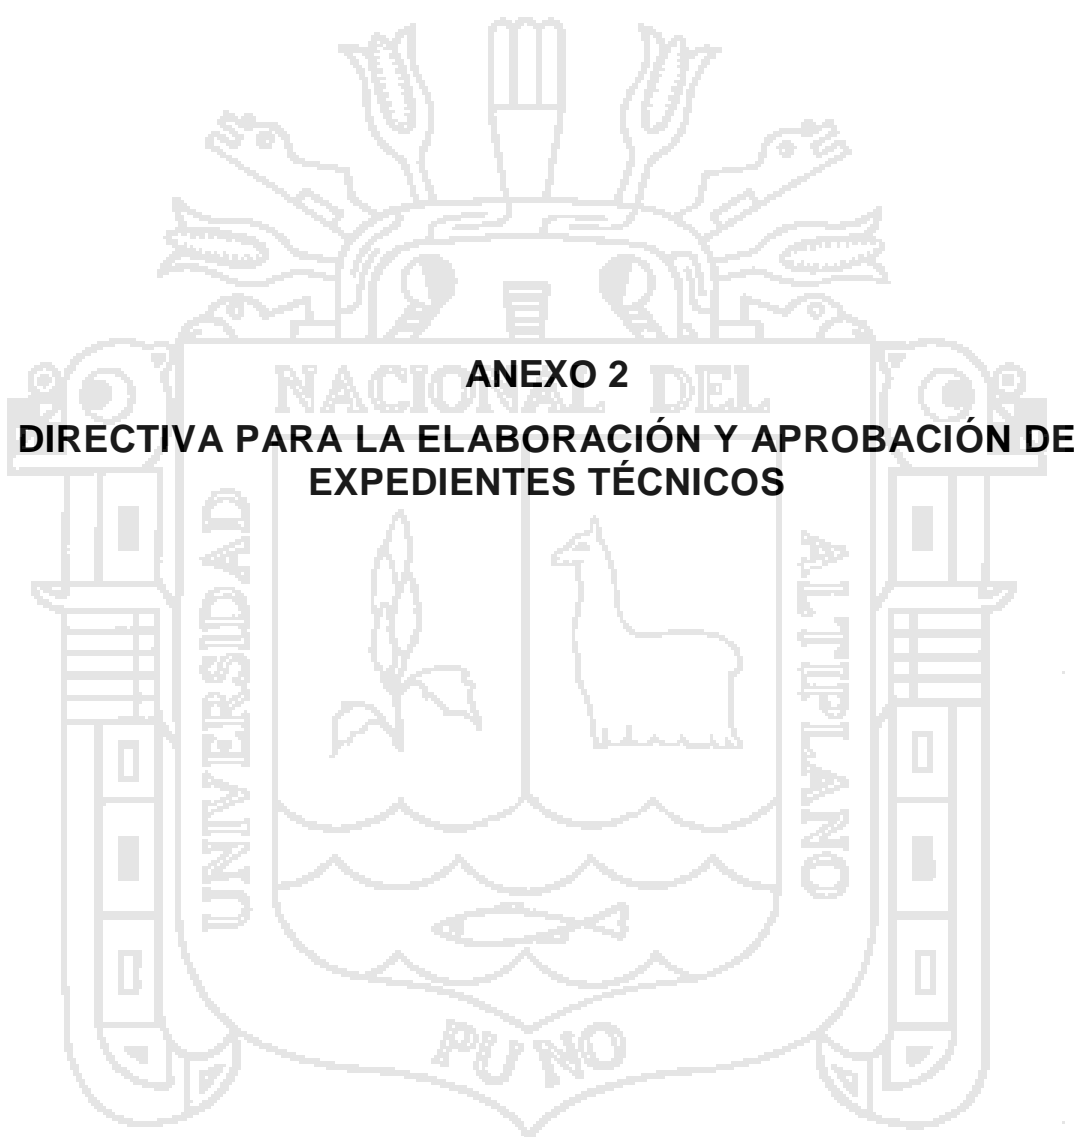 ANEXO 2
NACIONAL DEL
DIRECTIVA PARA LA ELABORACIÓN Y APROBACIÓN DE
EXPEDIENTES TÉCNICOS
UNIVERSIDAD
ALTIPLANO
PUNO